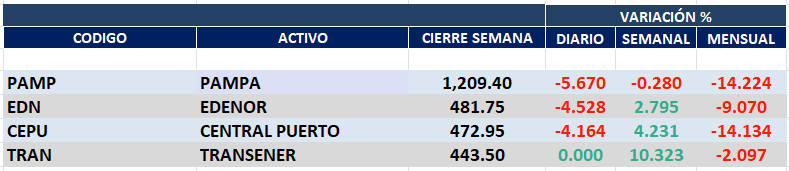 VARIACIÓN %
CODIGO ACTIVO CIERRE SEMANA DIARIO SEMANAL MENSUAL
PAMP PAMPA 1,209.40 -5.670 -0.280 -14.224
EDN EDENOR 481.75 -4.528 2.795 -9.070
CEPU CENTRAL PUERTO 472.95 -4.164 4.231 -14.134
TRAN TRANSENER 443.50 0.000 10.323 -2.097